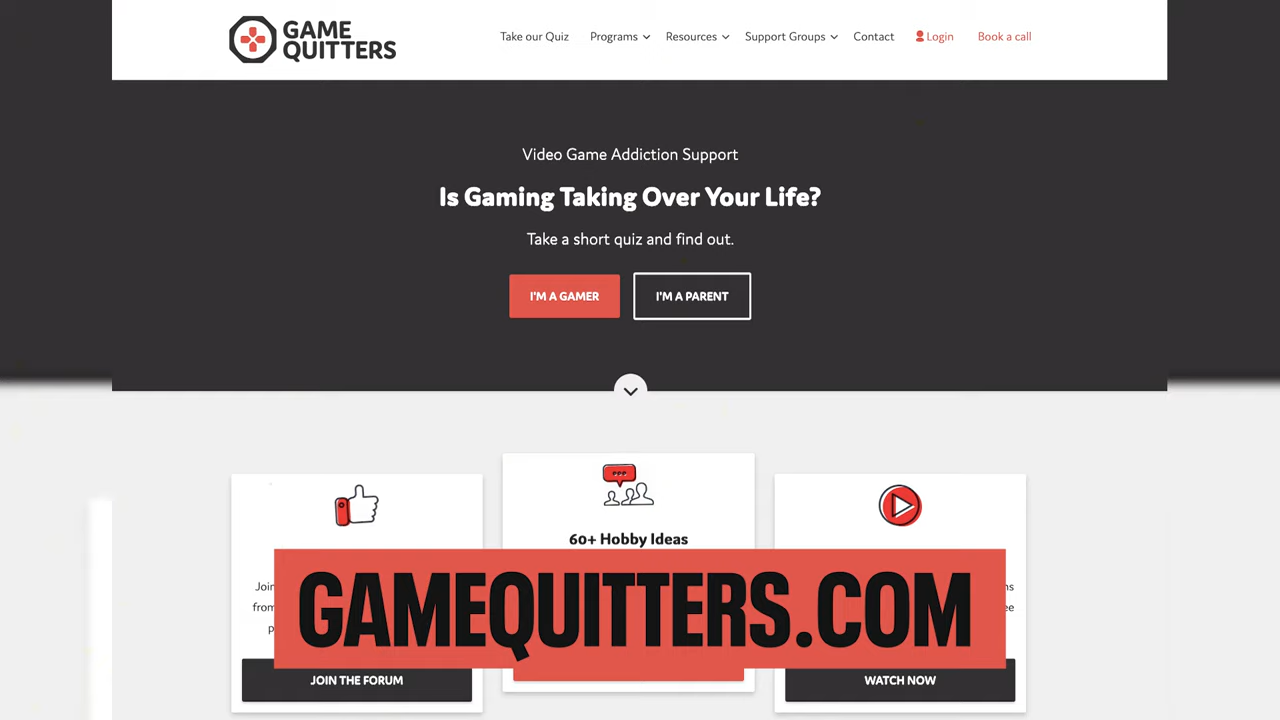 GAME
QUITTERS
Take our Quiz
Programs
Resources
Support Groups
Contact
Login
Book a call
Video Game Addiction Support
Is Gaming Taking Over Your Life?
Take a short quiz and find out.
I'M A GAMER
I'M A PARENT
60+ Hobby Ideas
from
GAMEQUITTERS.COM
JOIN THE FORUM
WATCH NOW